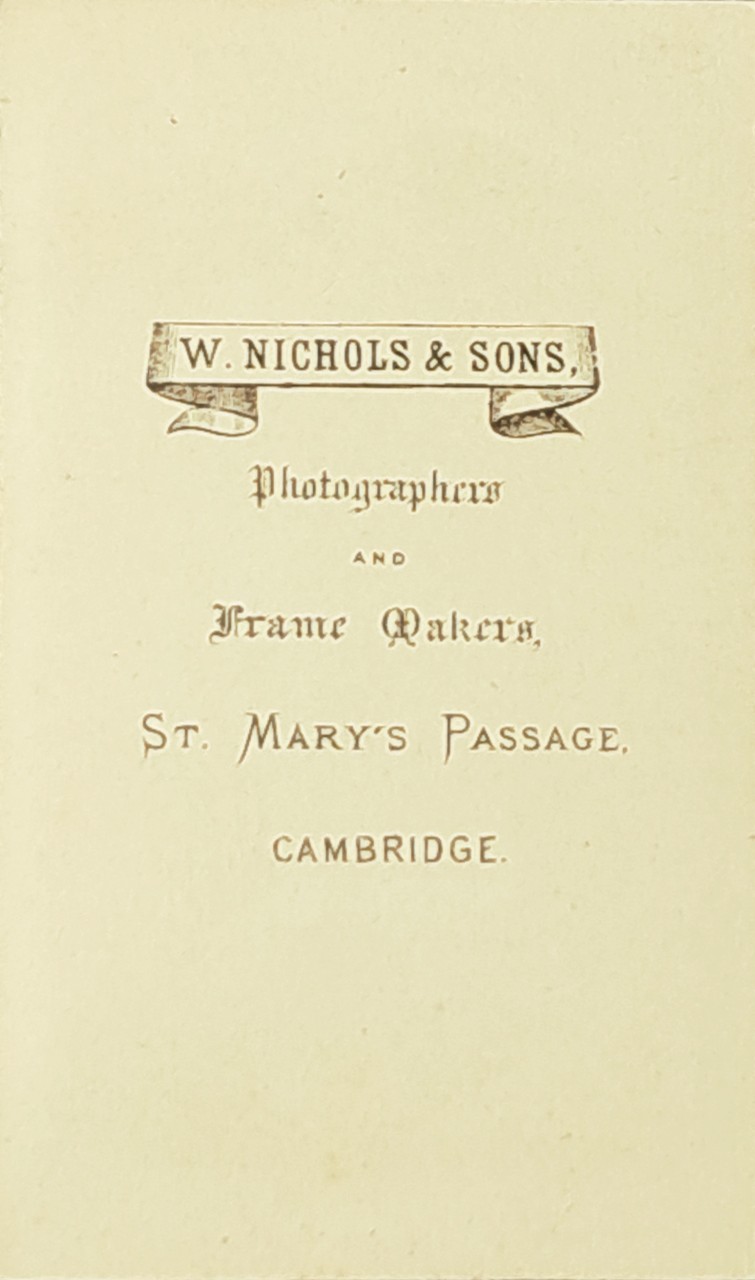 W. NICHOLS & SONS,
Photographers
AND
Frame Makers,
ST. MARY'S PASSAGE,
CAMBRIDGE.